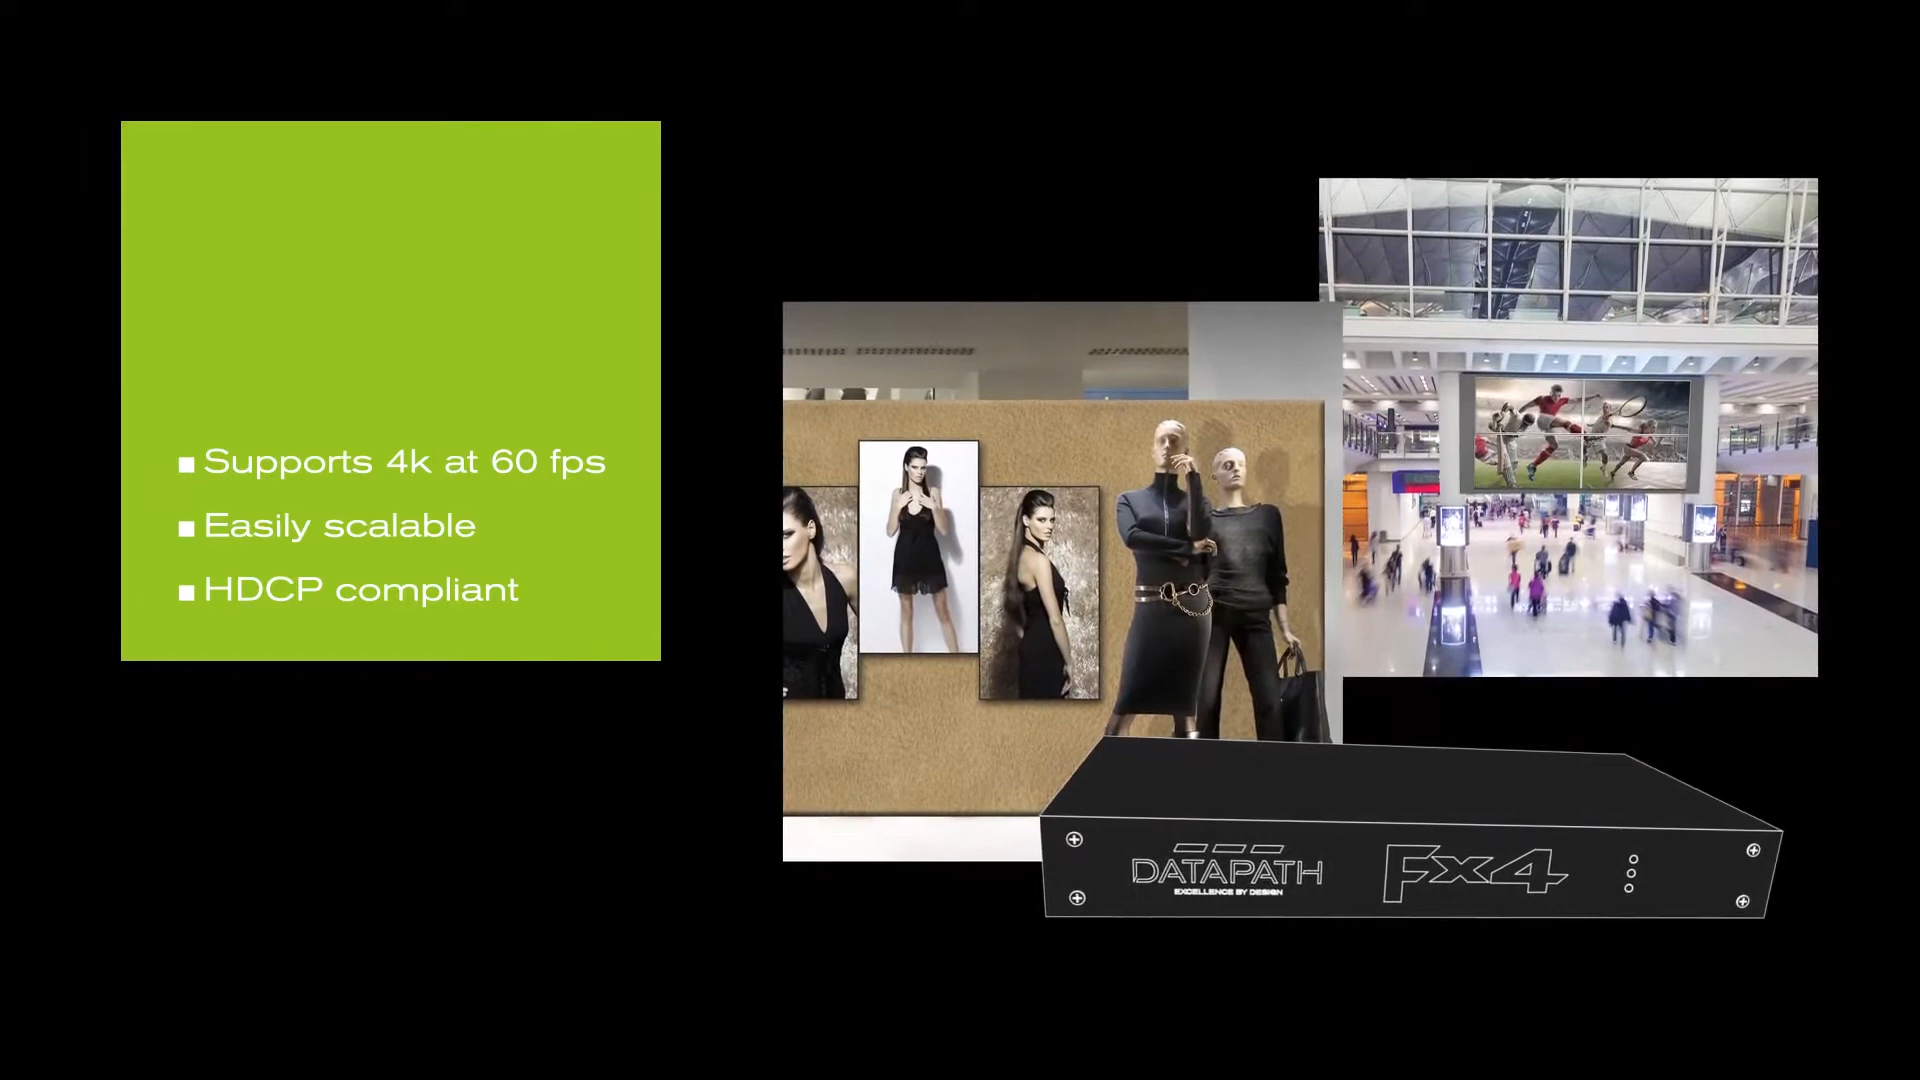 Supports 4k at 60 fps
Easily scalable
HDCP compliant
DATAPATH
EXCELLENCE BY DESIGN
Fx4